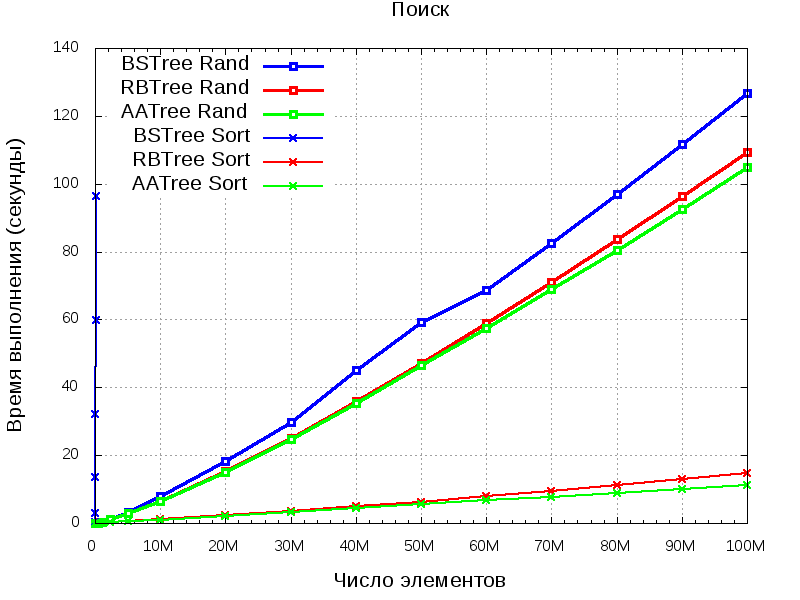 Поиск
140
120
100
80
60
40
20
0
Время выполнения (секунды)
BSTree Rand
RBTree Rand
AATree Rand
BSTree Sort
RBTree Sort
AATree Sort
0 10M 20M 30M 40M 50M 60M 70M 80M 90M 100M
Число элементов